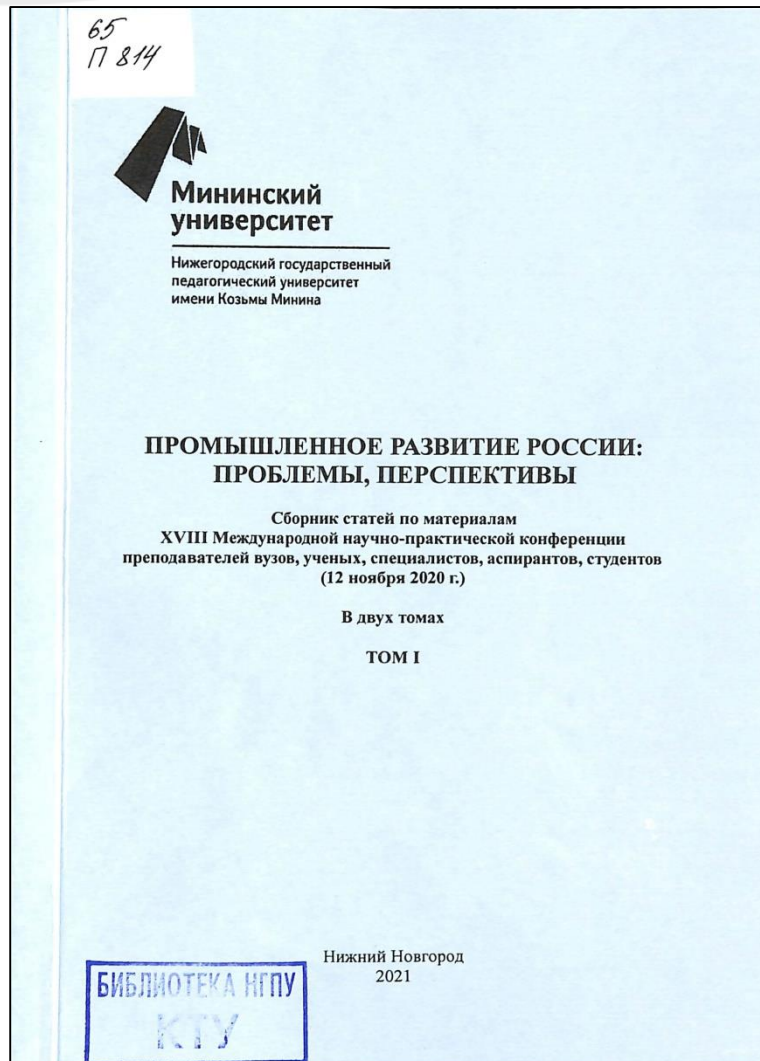 65
П 814
Мининский
университет
Нижегородский государственный
педагогический университет
имени Козьмы Минина
ПРОМЫШЛЕННОЕ РАЗВИТИЕ РОССИИ:
ПРОБЛЕМЫ, ПЕРСПЕКТИВЫ
Сборник статей по материалам
XVIII Международной научно-практической конференции
преподавателей вузов, ученых, специалистов, аспирантов, студентов
(12 ноября 2020 г.)
В двух томах
ТОМ I
Нижний Новгород
2021
БИБЛИОТЕКА НГПУ
КТУ